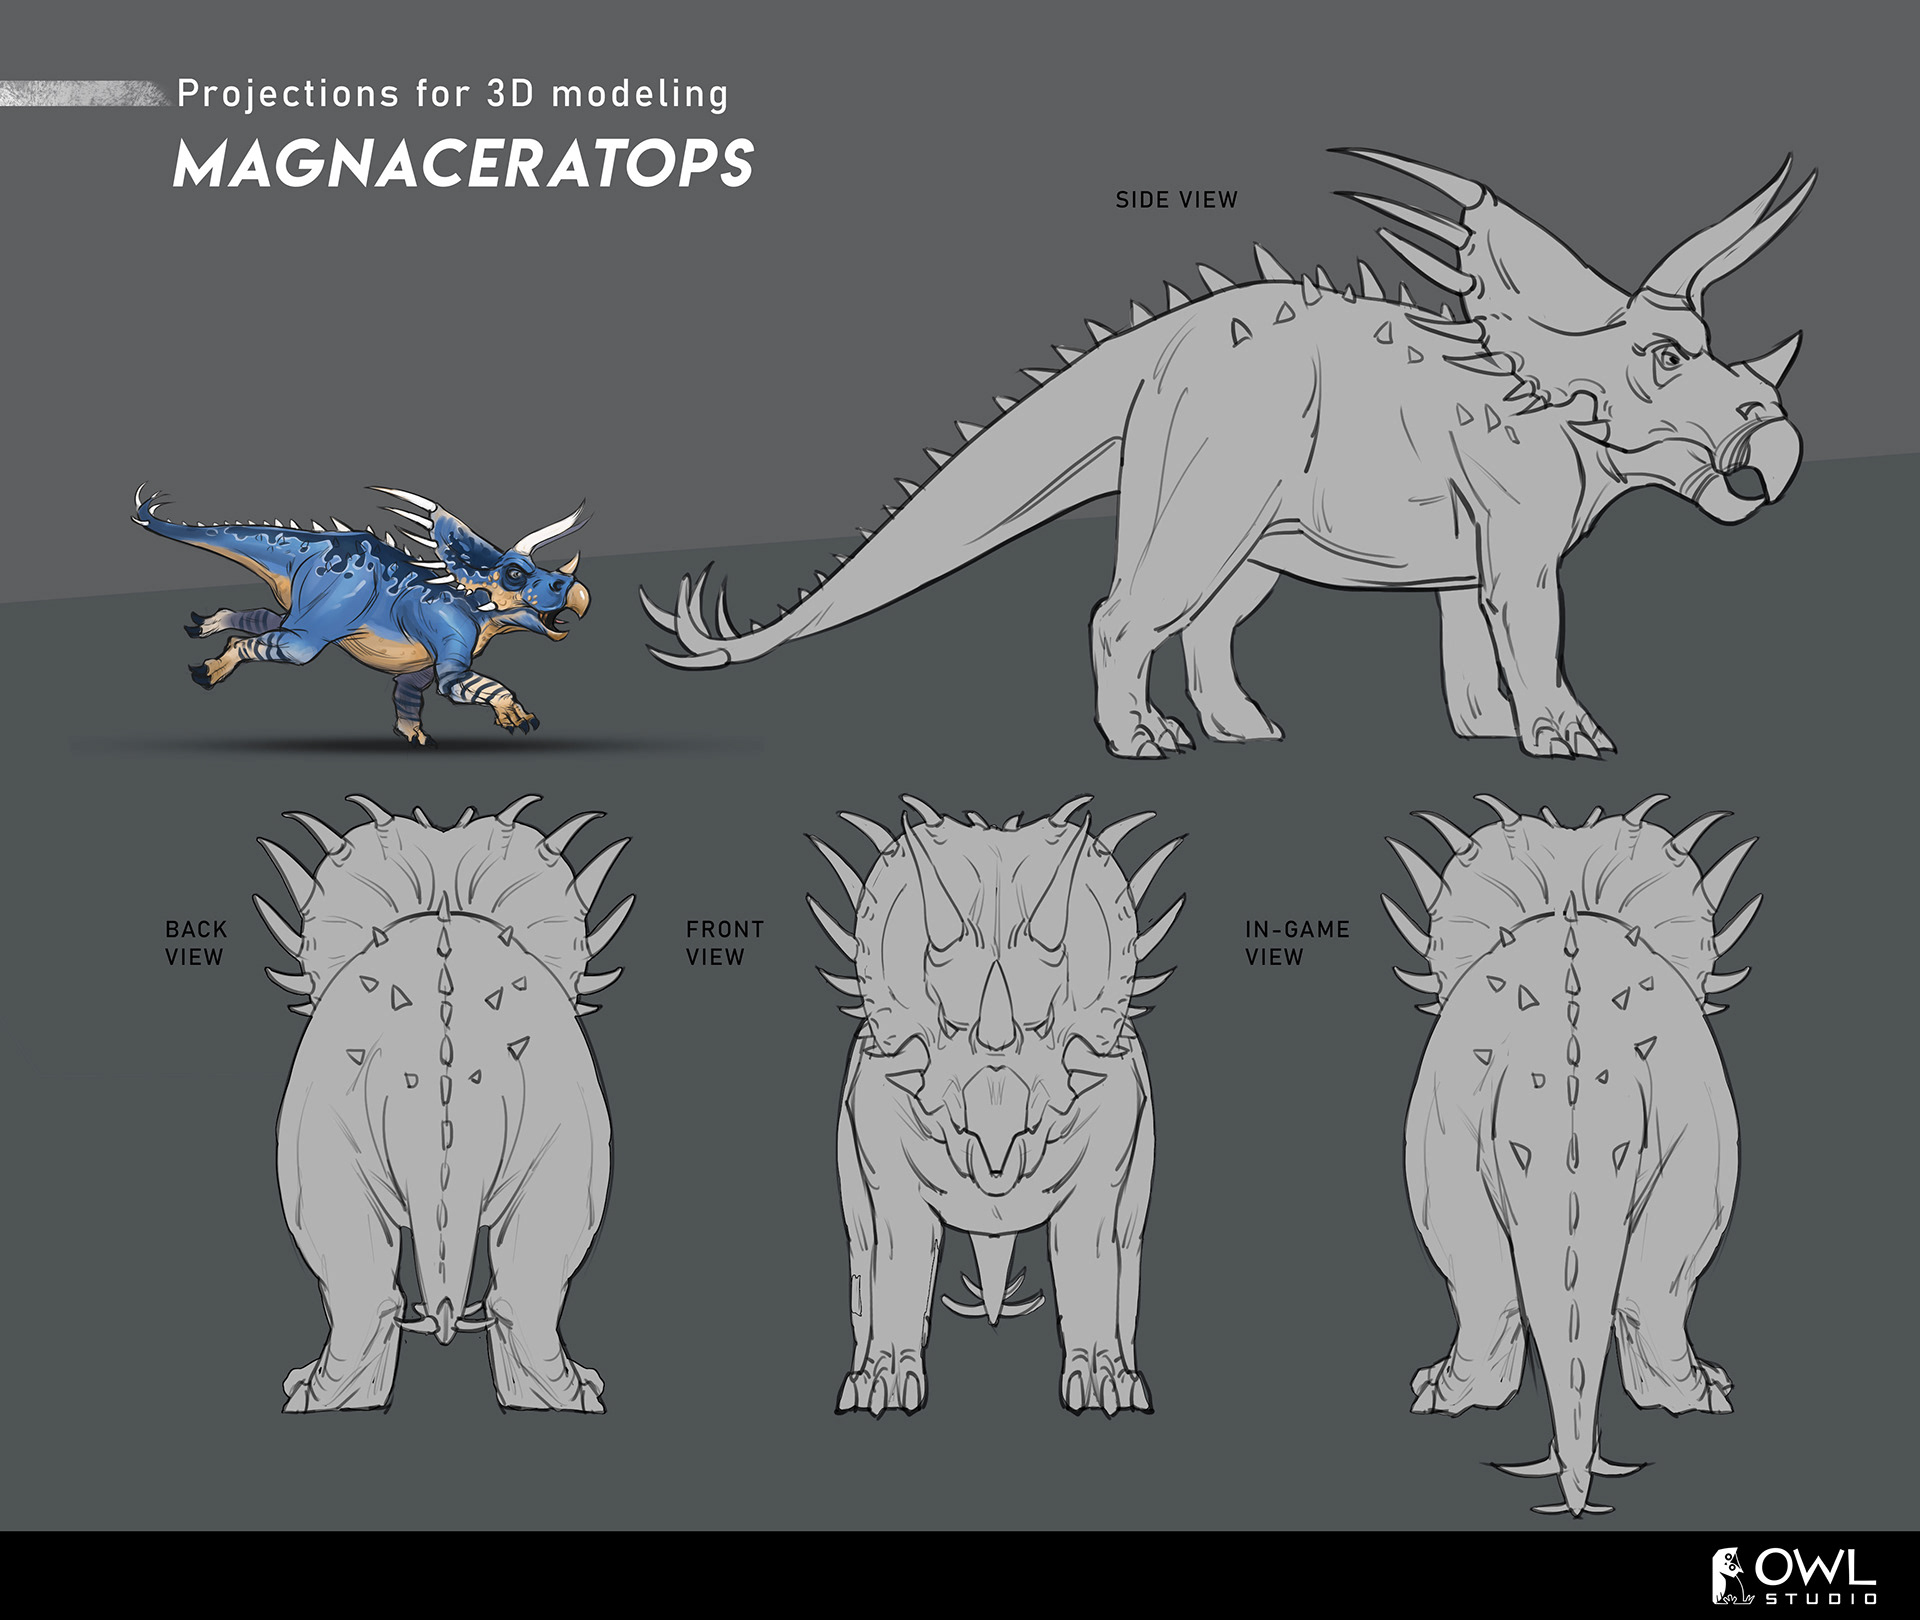 Projections for 3D modeling
MAGNACERATOPS
SIDE VIEW
BACK
VIEW
FRONT
VIEW
IN-GAME
VIEW
OWL
STUDIO